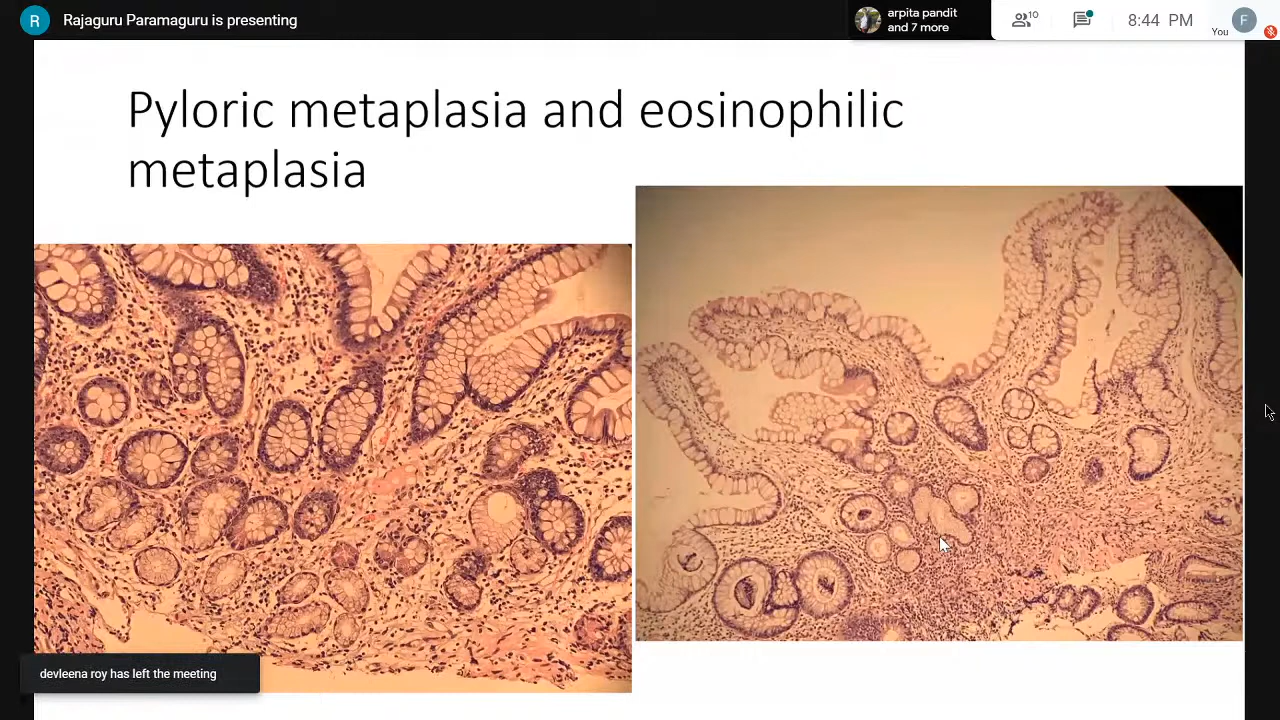 R
Rajaguru Paramaguru is presenting
arpita pandit
and 7 more
10
8:44 PM
You
F
Pyloric metaplasia and eosinophilic
metaplasia
devleena roy has left the meeting